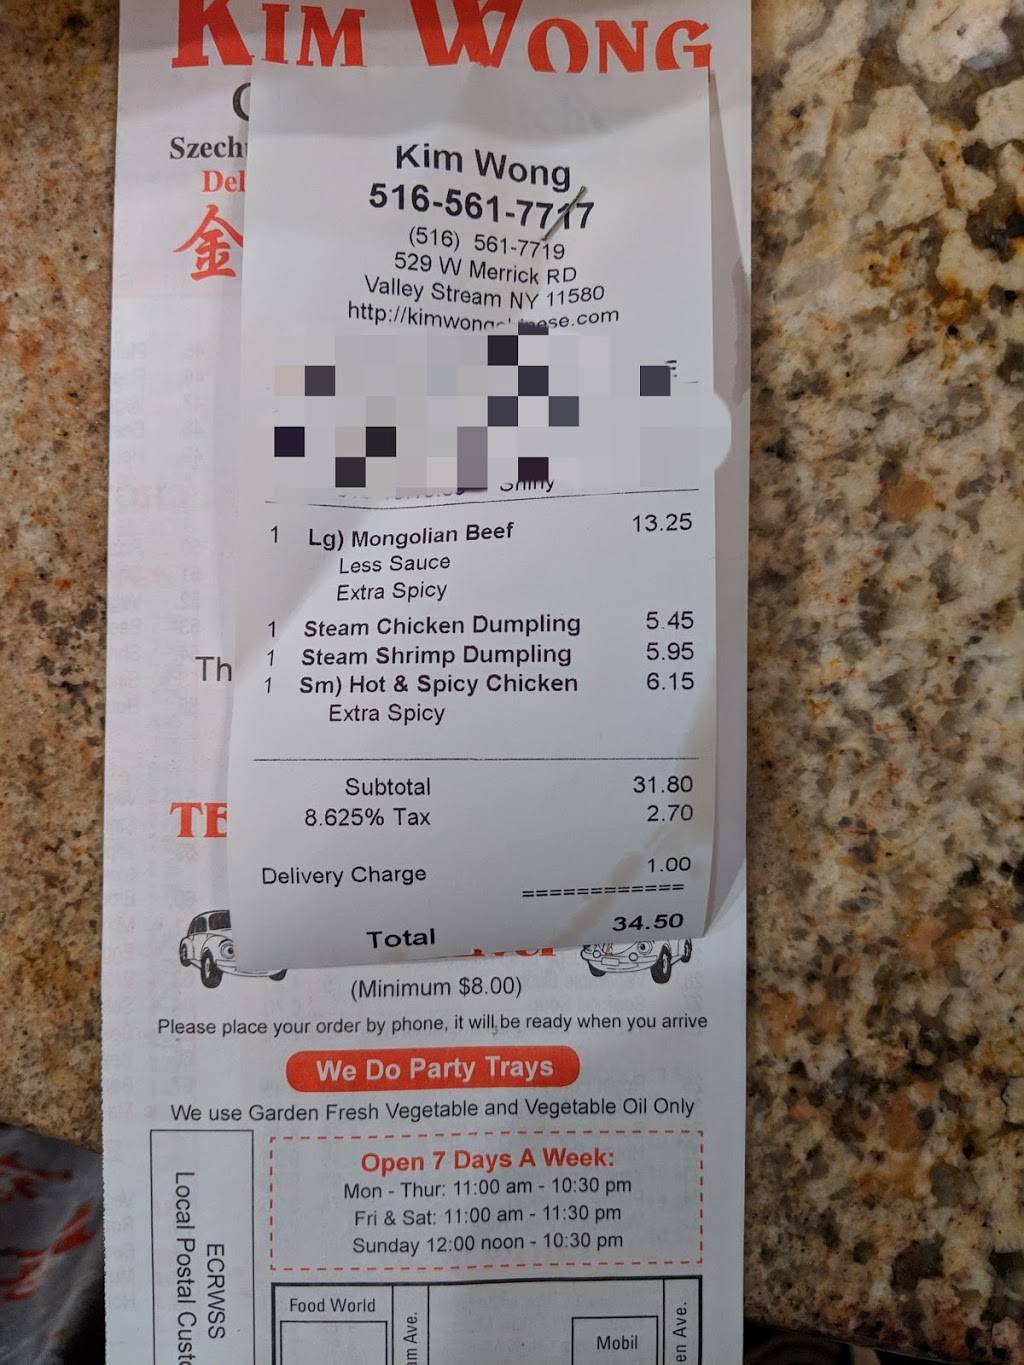 KIM WONG
Kim Wong
516-561-7717
(516) 561-7719
529 W Merrick RD
Valley Stream NY 11580
金
1 Lg) Mongolian Beef 13.25
Less Sauce
Extra Spicy
1 Steam Chicken Dumpling 5.45
1 Steam Shrimp Dumpling 5.95
1 Sm) Hot & Spicy Chicken 6.15
Extra Spicy
Subtotal 31.80
8.625% Tax 2.70
Delivery Charge 1.00
============
Total 34.50
(Minimum $8.00)
Please place your order by phone, it will be ready when you arrive
We Do Party Trays
We use Garden Fresh Vegetable and Vegetable Oil Only
Open 7 Days A Week:
Mon - Thur: 11:00 am - 10:30 pm
Fri & Sat: 11:00 am - 11:30 pm
Sunday 12:00 noon - 10:30 pm
ECRWSS
Local Postal
Food World
Ave.
Mobil
Ave.